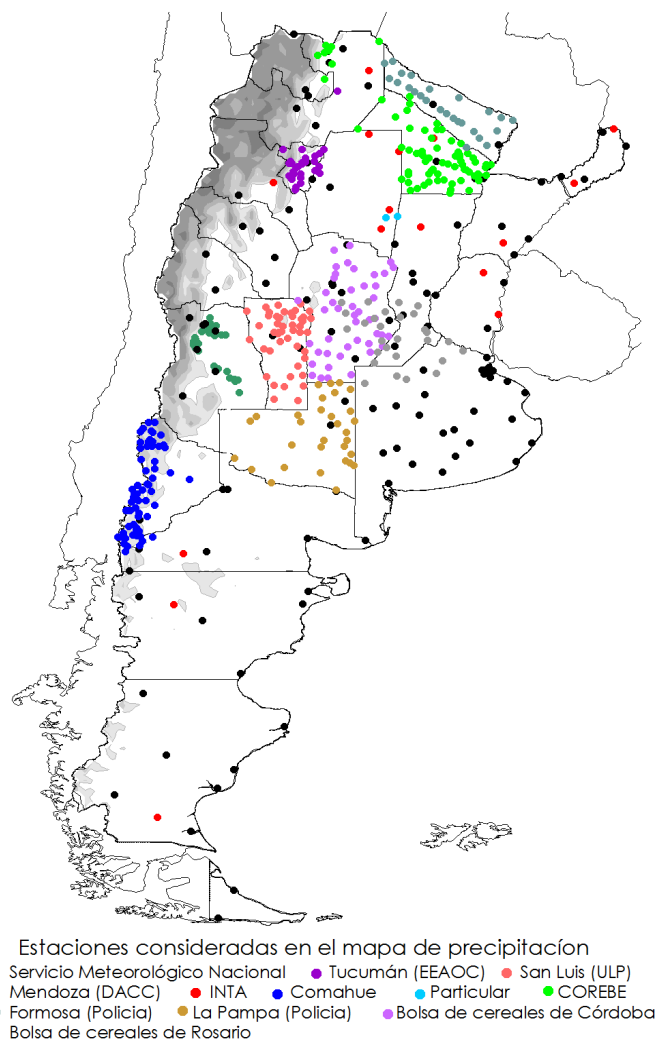 Estaciones consideradas en el mapa de precipitacíon
Servicio Meteorológico Nacional Tucumán (EEAOC) San Luis (ULP)
Mendoza (DACC) INTA Comahue Particular COREBE
Formosa (Policia) La Pampa (Policia) Bolsa de cereales de Córdoba
Bolsa de cereales de Rosario